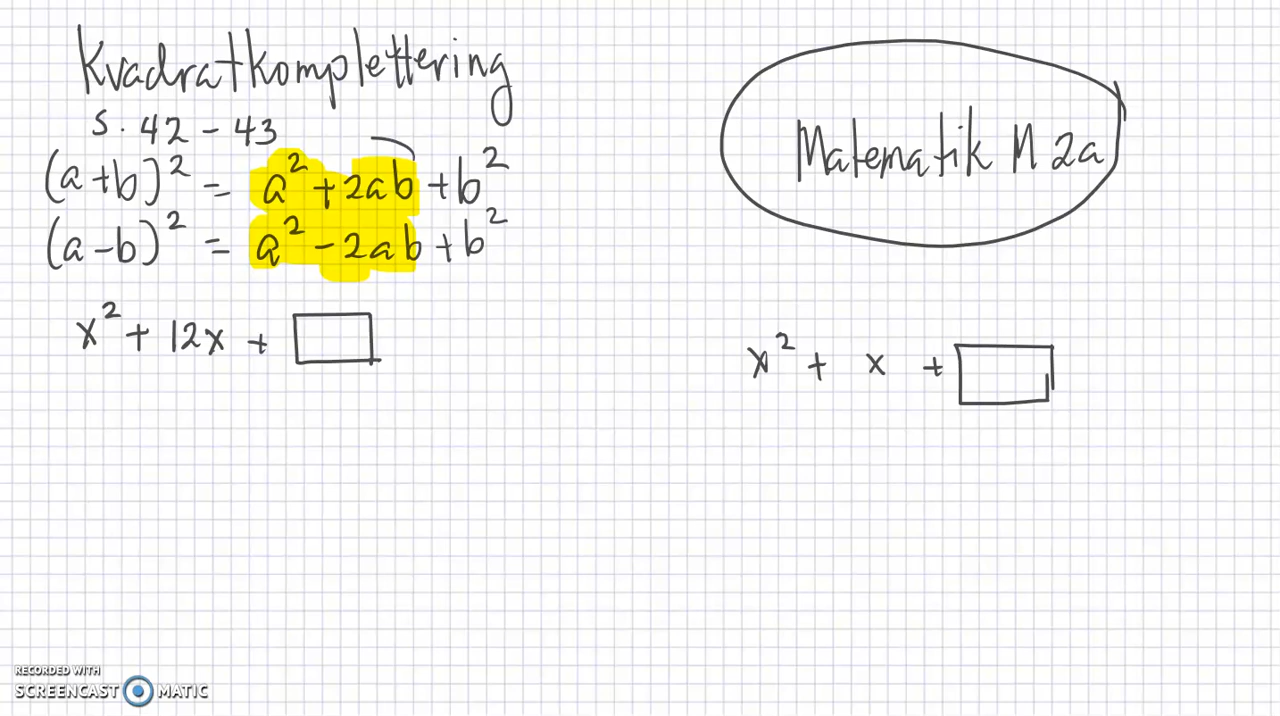 Kvadratkomplettering
s. 42 - 43
(a+b)² = a² + 2ab + b²
(a-b)² = a² - 2ab + b²
x² + 12x + □
Matematik M 2a
x² + x + □
RECORDED WITH
SCREENCAST MATIC